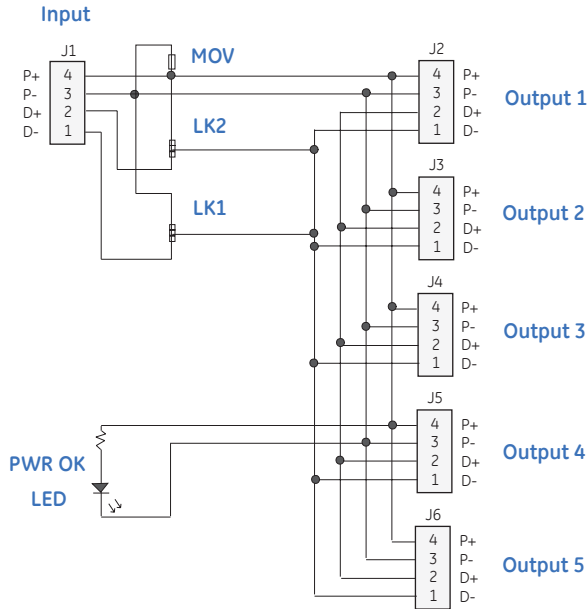 Input
J1
P+ 4
P- 3
D+ 2
D- 1
MOV
LK2
LK1
J2
4 P+
3 P-
2 D+
1 D-
Output 1
J3
4 P+
3 P-
2 D+
1 D-
Output 2
J4
4 P+
3 P-
2 D+
1 D-
Output 3
PWR OK
LED
J5
4 P+
3 P-
2 D+
1 D-
Output 4
J6
4 P+
3 P-
2 D+
1 D-
Output 5